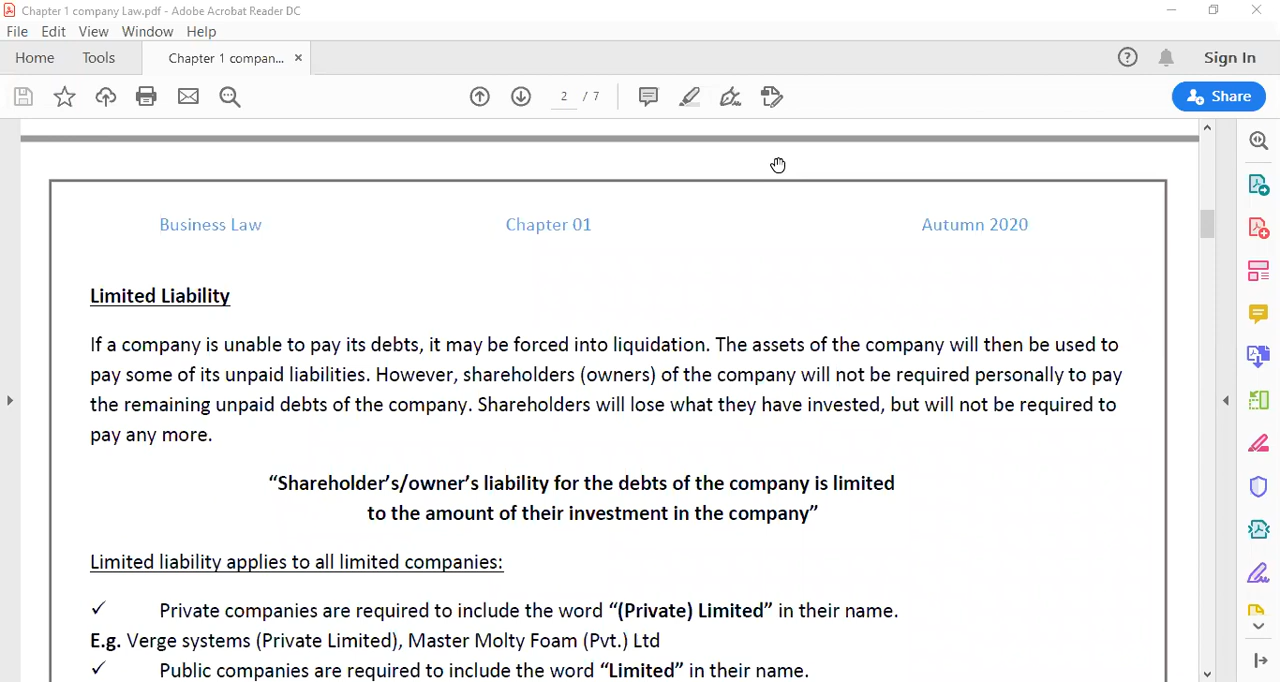 Chapter 1 company Law.pdf - Adobe Acrobat Reader DC
File Edit View Window Help
Home Tools Chapter 1 compan... × Sign In
2 / 7 Share
Business Law Chapter 01 Autumn 2020
Limited Liability
If a company is unable to pay its debts, it may be forced into liquidation. The assets of the company will then be used to
pay some of its unpaid liabilities. However, shareholders (owners) of the company will not be required personally to pay
the remaining unpaid debts of the company. Shareholders will lose what they have invested, but will not be required to
pay any more.
“Shareholder’s/owner’s liability for the debts of the company is limited
to the amount of their investment in the company”
Limited liability applies to all limited companies:
✓ Private companies are required to include the word “(Private) Limited” in their name.
E.g. Verge systems (Private Limited), Master Molty Foam (Pvt.) Ltd
✓ Public companies are required to include the word “Limited” in their name.